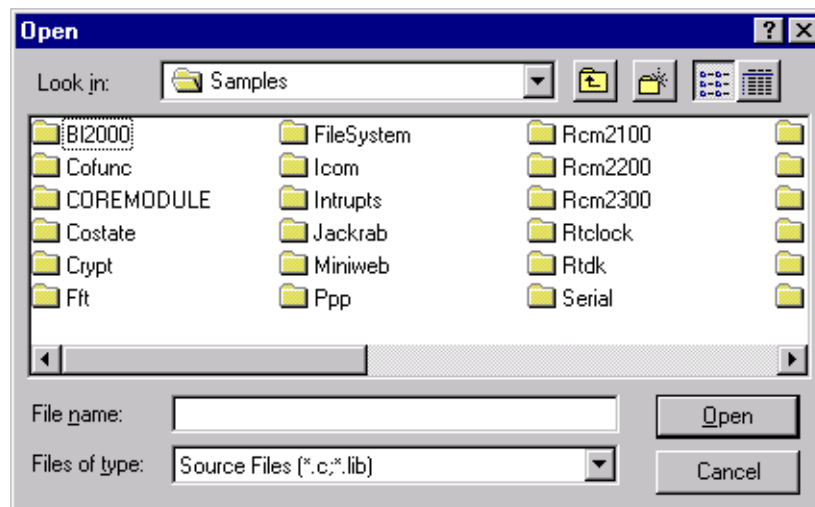 Open
Look in: Samples
Bl2000 FileSystem Rcm2100
Cofunc Icom Rcm2200
COREMODULE Intrupts Rcm2300
Costate Jackrab Rtclock
Crypt Miniweb Rtdk
Fft Ppp Serial
File name: Open
Files of type: Source Files (*.c;*.lib) Cancel